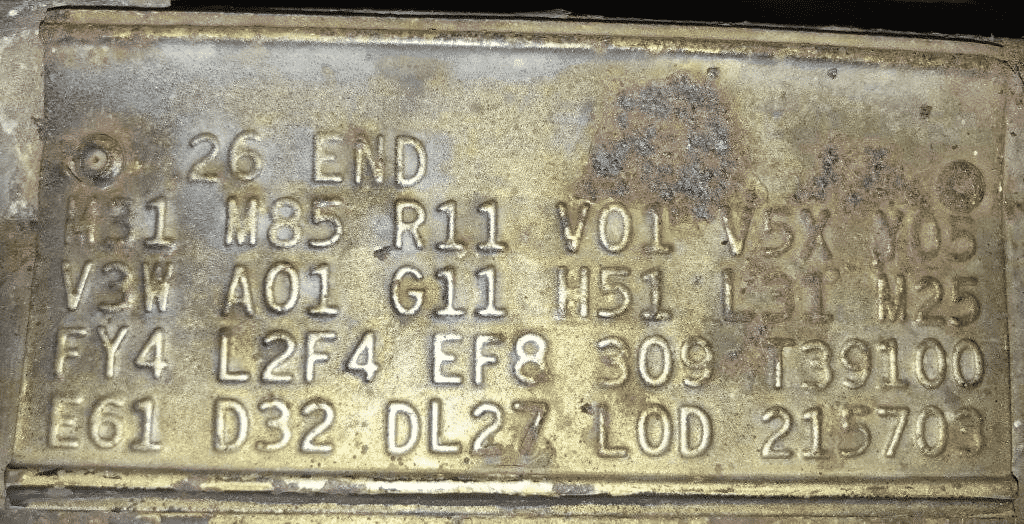 26 END
M31 M85 R11 V01 V5X Y05
V3W A01 G11 H51 L31 M25
FY4 L2F4 EF8 309 T39100
E61 D32 DL27 LOD 215703